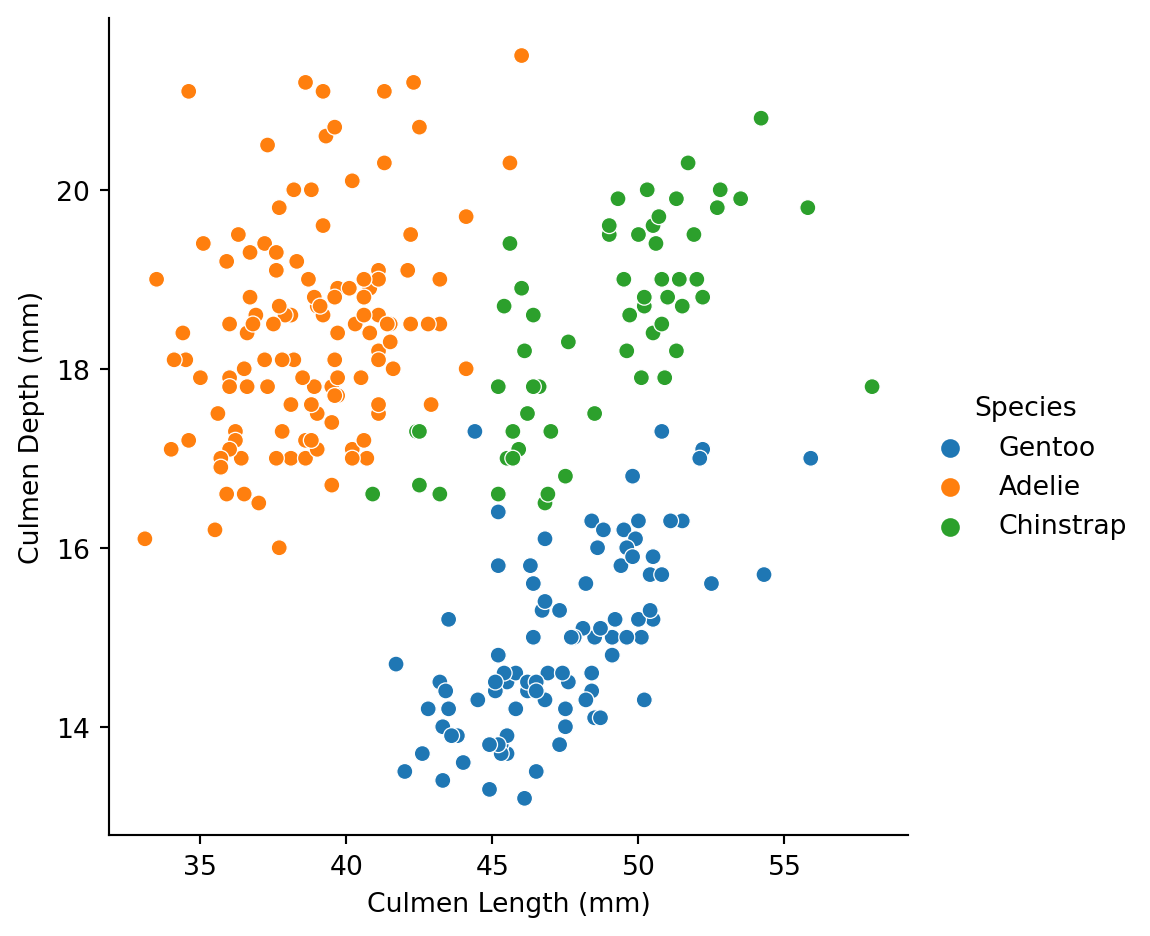 20
18
16
14
Culmen Depth (mm)
35 40 45 50 55
Culmen Length (mm)
Species
Gentoo
Adelie
Chinstrap